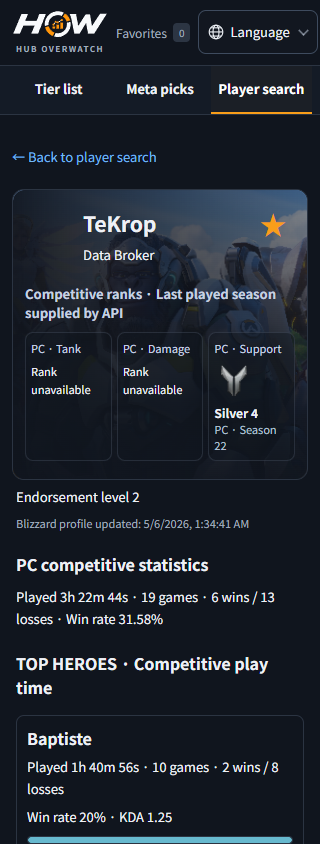 HOW
HUB OVERWATCH
Favorites 0
Language
Tier list Meta picks Player search
← Back to player search
TeKrop
Data Broker
Competitive ranks · Last played season
supplied by API
PC · Tank
Rank
unavailable
PC · Damage
Rank
unavailable
PC · Support
Silver 4
PC · Season
22
Endorsement level 2
Blizzard profile updated: 5/6/2026, 1:34:41 AM
PC competitive statistics
Played 3h 22m 44s · 19 games · 6 wins / 13
losses · Win rate 31.58%
TOP HEROES · Competitive play
time
Baptiste
Played 1h 40m 56s · 10 games · 2 wins / 8
losses
Win rate 20% · KDA 1.25